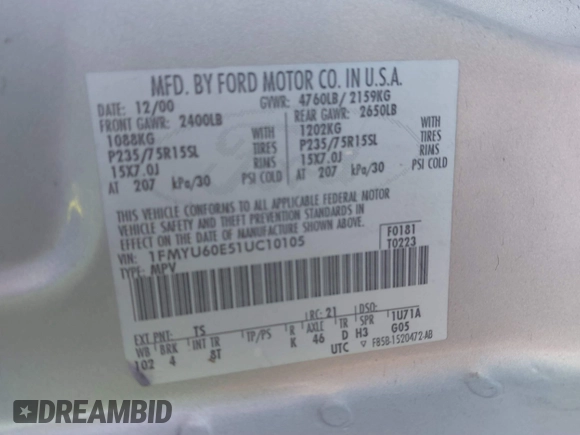 MFD. BY FORD MOTOR CO. IN U.S.A.
DATE: 12/00 GVWR: 4760LB/ 2159KG
FRONT GAWR: 2400LB REAR GAWR: 2650LB
1088KG WITH 1202KG WITH
P235/75R15SL TIRES P235/75R15SL TIRES
15X7.0J RIMS 15X7.0J RIMS
AT 207 kPa/30 PSI COLD AT 207 kPa/30 PSI COLD
THIS VEHICLE CONFORMS TO ALL APPLICABLE FEDERAL MOTOR
VEHICLE SAFETY AND THEFT PREVENTION STANDARDS IN
EFFECT ON THE DATE OF MANUFACTURE SHOWN ABOVE.
VIN: 1FMYU60E51UC10105 F0181
TYPE: MPV T0223
EXT PNT: TS RC: 21 DSO:
WB BRK INT TR TP/PS R AXLE TR SPR 1U71A
102 4 8T K 46 D H3 G05
UTC F85B-1520472-AB
DREAMBID